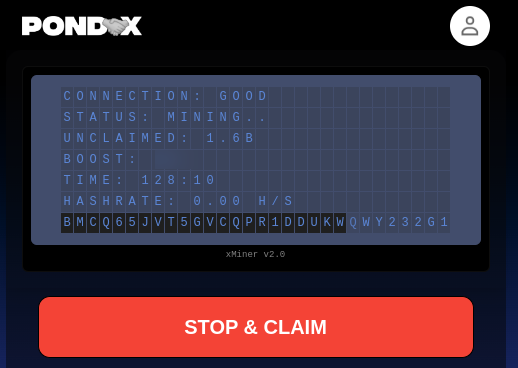 PONDX
CONNECTION: GOOD
STATUS: MINING..
UNCLAIMED: 1.6B
BOOST:
TIME: 128:10
HASHRATE: 0.00 H/S
BMCQ65JVT5GVCQPR1DDUKWQWY232G1
xMiner v2.0
STOP & CLAIM